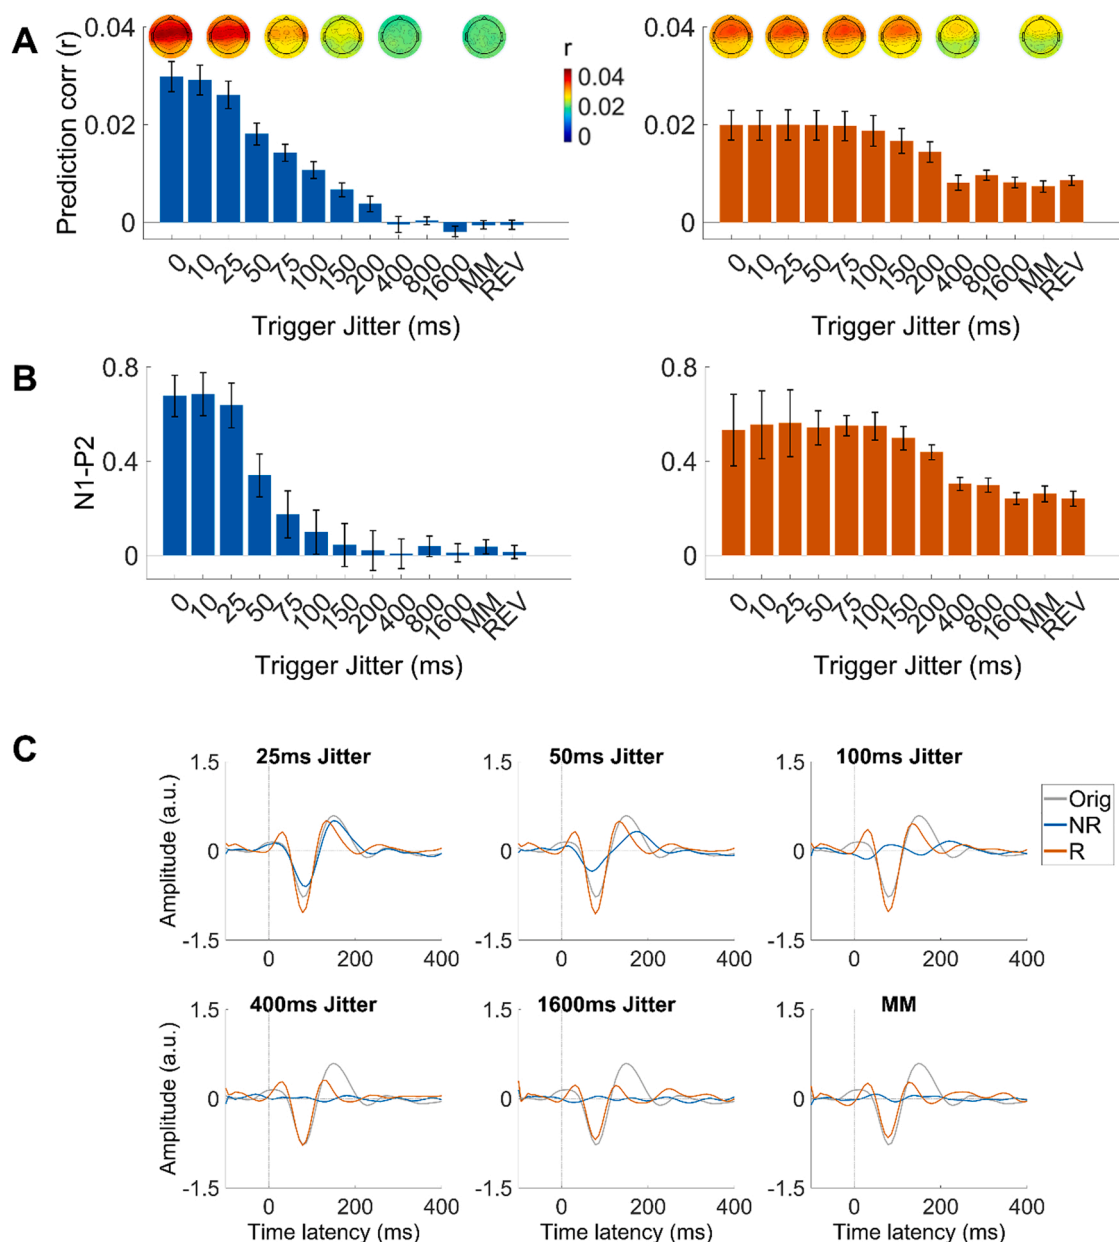 A
Prediction corr (r)
0.04
0.02
0
r
0.04
0.02
0
0 10 25 50 75 100 150 200 400 800 1600 MM REV
Trigger Jitter (ms)
0.04
0.02
0
0 10 25 50 75 100 150 200 400 800 1600 MM REV
Trigger Jitter (ms)
B
N1-P2
0.8
0.4
0
0 10 25 50 75 100 150 200 400 800 1600 MM REV
Trigger Jitter (ms)
0.8
0.4
0
0 10 25 50 75 100 150 200 400 800 1600 MM REV
Trigger Jitter (ms)
C
25ms Jitter
Amplitude (a.u.)
1.5
0
-1.5
0 200 400
50ms Jitter
1.5
0
-1.5
0 200 400
100ms Jitter
1.5
0
-1.5
0 200 400
Orig
NR
R
400ms Jitter
Amplitude (a.u.)
1.5
0
-1.5
0 200 400
Time latency (ms)
1600ms Jitter
1.5
0
-1.5
0 200 400
Time latency (ms)
MM
1.5
0
-1.5
0 200 400
Time latency (ms)